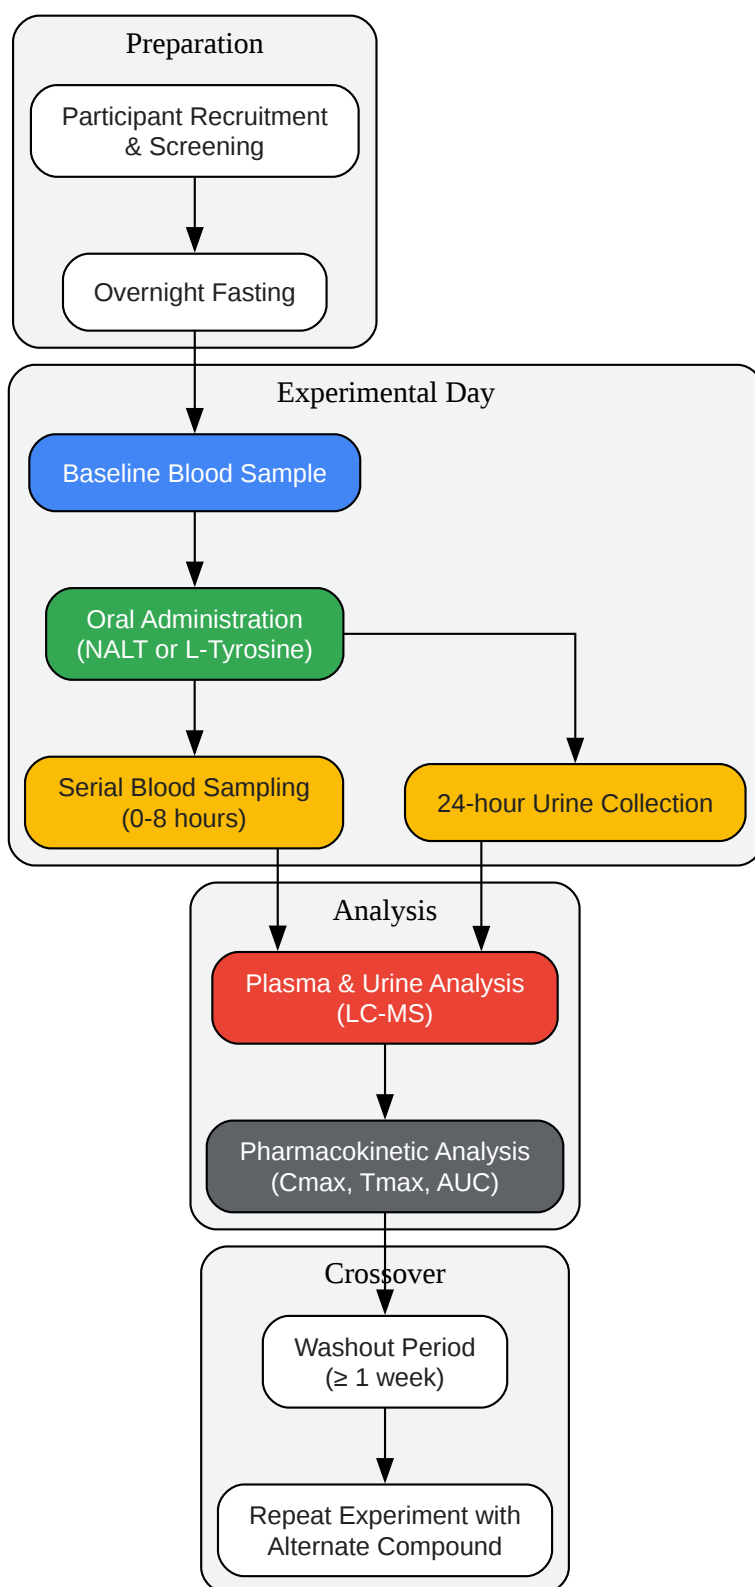 Preparation
Participant Recruitment
& Screening
Overnight Fasting
Experimental Day
Baseline Blood Sample
Oral Administration
(NALT or L-Tyrosine)
Serial Blood Sampling
(0-8 hours)
24-hour Urine Collection
Analysis
Plasma & Urine Analysis
(LC-MS)
Pharmacokinetic Analysis
(Cmax, Tmax, AUC)
Crossover
Washout Period
(≥ 1 week)
Repeat Experiment with
Alternate Compound